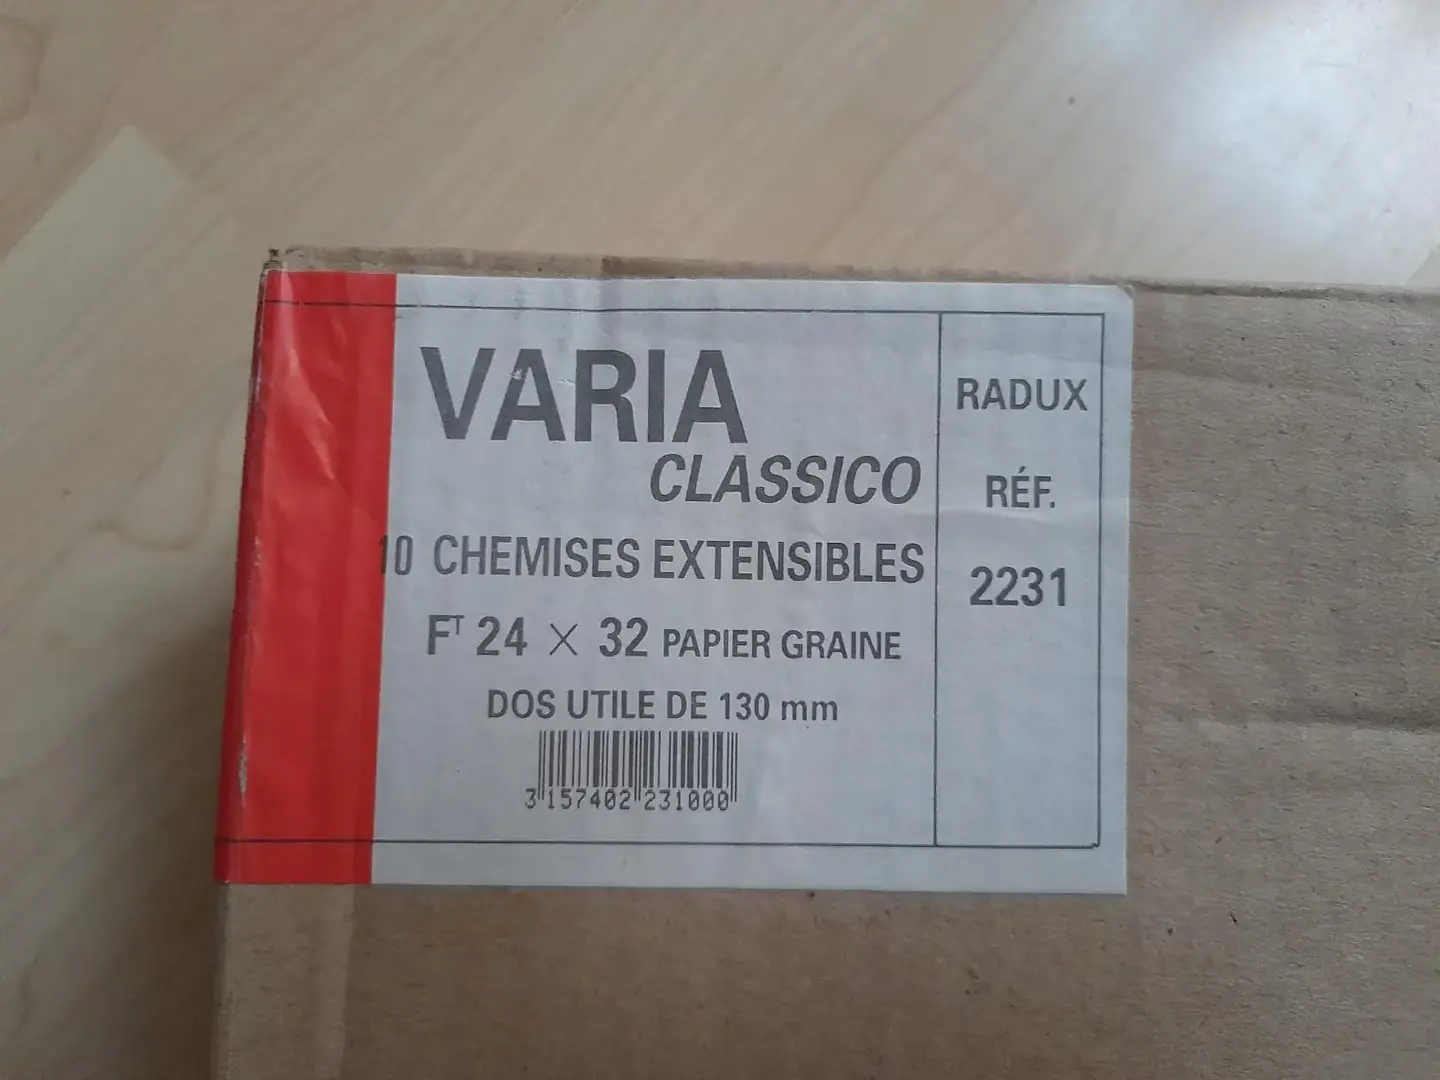 VARIA
CLASSICO
10 CHEMISES EXTENSIBLES
Fᵀ 24 × 32 PAPIER GRAINE
DOS UTILE DE 130 mm
3 157402 231000
RADUX
RÉF.
2231